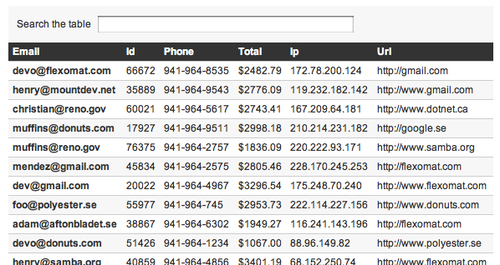 Search the table
Email Id Phone Total Ip Url
devo@flexomat.com 66672 941-964-8535 $2482.79 172.78.200.124 http://gmail.com
henry@mountdev.net 35889 941-964-9543 $2776.09 119.232.182.142 http://www.gmail.com
christian@reno.gov 60021 941-964-5617 $2743.41 167.209.64.181 http://www.dotnet.ca
muffins@donuts.com 17927 941-964-9511 $2998.18 210.214.231.182 http://google.se
muffins@reno.gov 76375 941-964-2757 $1836.09 220.222.93.171 http://www.samba.org
mendez@gmail.com 45834 941-964-2575 $2805.46 228.170.245.253 http://flexomat.com
dev@gmail.com 20022 941-964-4967 $3296.54 175.248.70.240 http://www.flexomat.com
foo@polyester.se 55977 941-964-745 $2953.73 222.114.227.156 http://www.donuts.com
adam@aftonbladet.se 38867 941-964-6302 $1949.27 116.241.143.196 http://flexomat.com
devo@donuts.com 51426 941-964-1234 $1067.00 88.96.149.82 http://www.polyester.se
henry@samba.org 40859 941-964-4856 $3401.19 68.152.250.74 http://www.flexomat.com